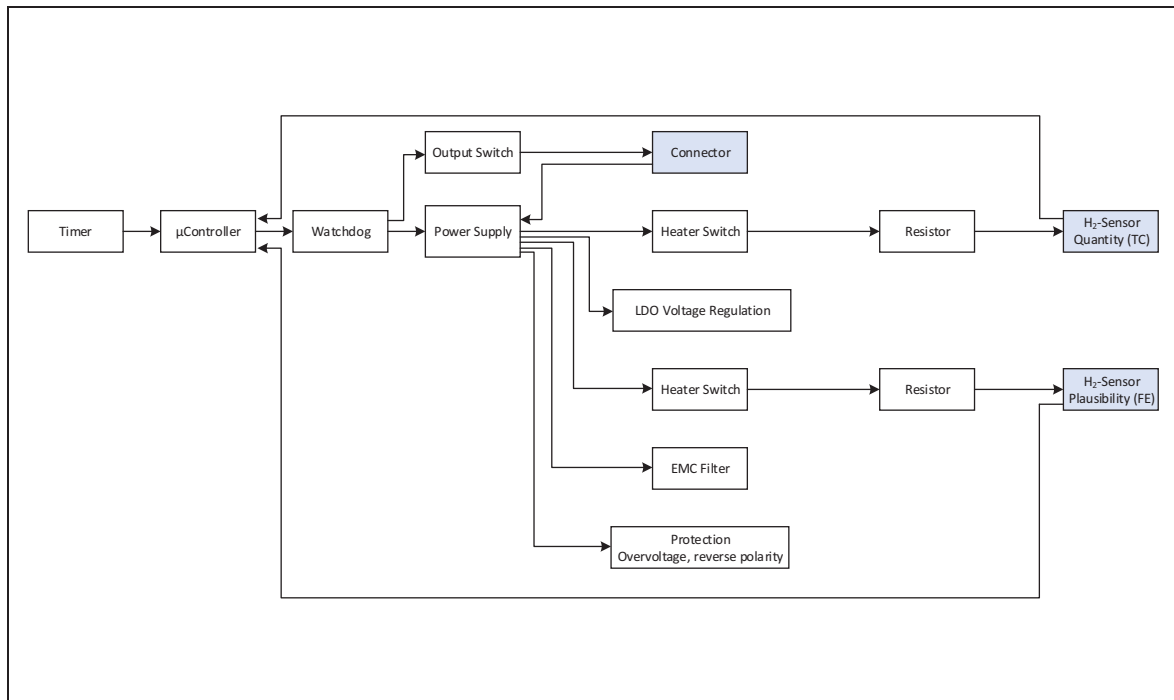 Output Switch
Connector
Timer
µController
Watchdog
Power Supply
Heater Switch
Resistor
H₂-Sensor
Quantity (TC)
LDO Voltage Regulation
Heater Switch
Resistor
H₂-Sensor
Plausibility (FE)
EMC Filter
Protection
Overvoltage, reverse polarity